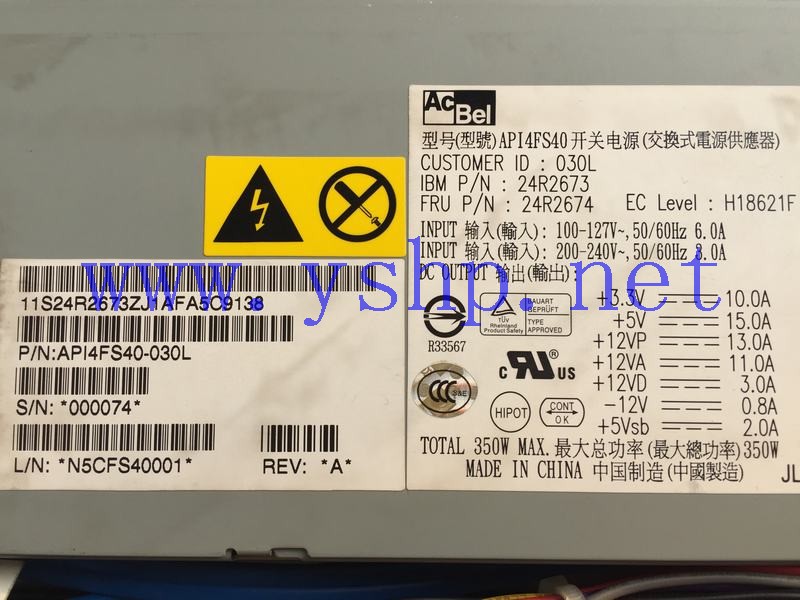 AcBel
型号(型號)API4FS40开关电源(交換式電源供應器)
CUSTOMER ID : 030L
IBM P/N : 24R2673
FRU P/N : 24R2674 EC Level : H18621F
INPUT 输入(輸入): 100-127V~,50/60Hz 6.0A
INPUT 输入(輸入): 200-240V~,50/60Hz 3.0A
DC OUTPUT 输出(輸出):
+3.3V 10.0A
+5V 15.0A
+12VP 13.0A
+12VA 11.0A
+12VD 3.0A
-12V 0.8A
+5Vsb 2.0A
R33567
TÜV
Rheinland
Product Safety
BAUART
GEPRÜFT
TYPE
APPROVED
CCC S&E
c RU US
HIPOT
CONT
OK
TOTAL 350W MAX. 最大总功率(最大總功率)350W
MADE IN CHINA 中国制造(中國製造)
JL
11S24R2673ZJ1AFA5C9138
P/N:API4FS40-030L
S/N: *000074*
L/N: *N5CFS40001*
REV: *A*
www.yshp.net